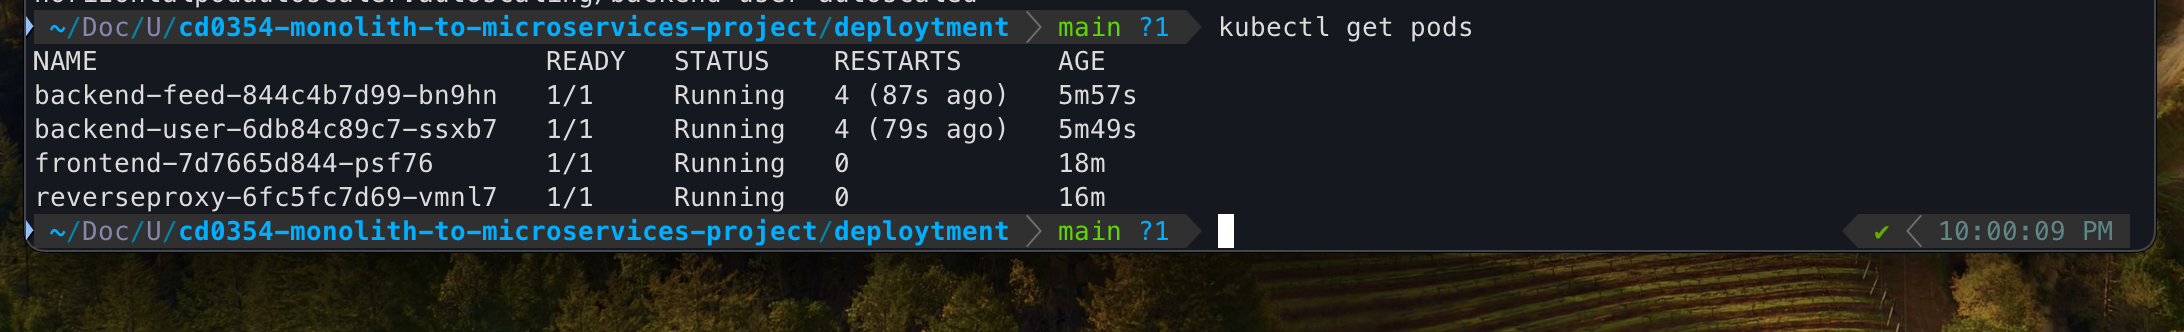 ~/Doc/U/cd0354-monolith-to-microservices-project/deploytment main ?1 kubectl get pods
NAME READY STATUS RESTARTS AGE
backend-feed-844c4b7d99-bn9hn 1/1 Running 4 (87s ago) 5m57s
backend-user-6db84c89c7-ssxb7 1/1 Running 4 (79s ago) 5m49s
frontend-7d7665d844-psf76 1/1 Running 0 18m
reverseproxy-6fc5fc7d69-vmnl7 1/1 Running 0 16m
~/Doc/U/cd0354-monolith-to-microservices-project/deploytment main ?1 ✔ 10:00:09 PM